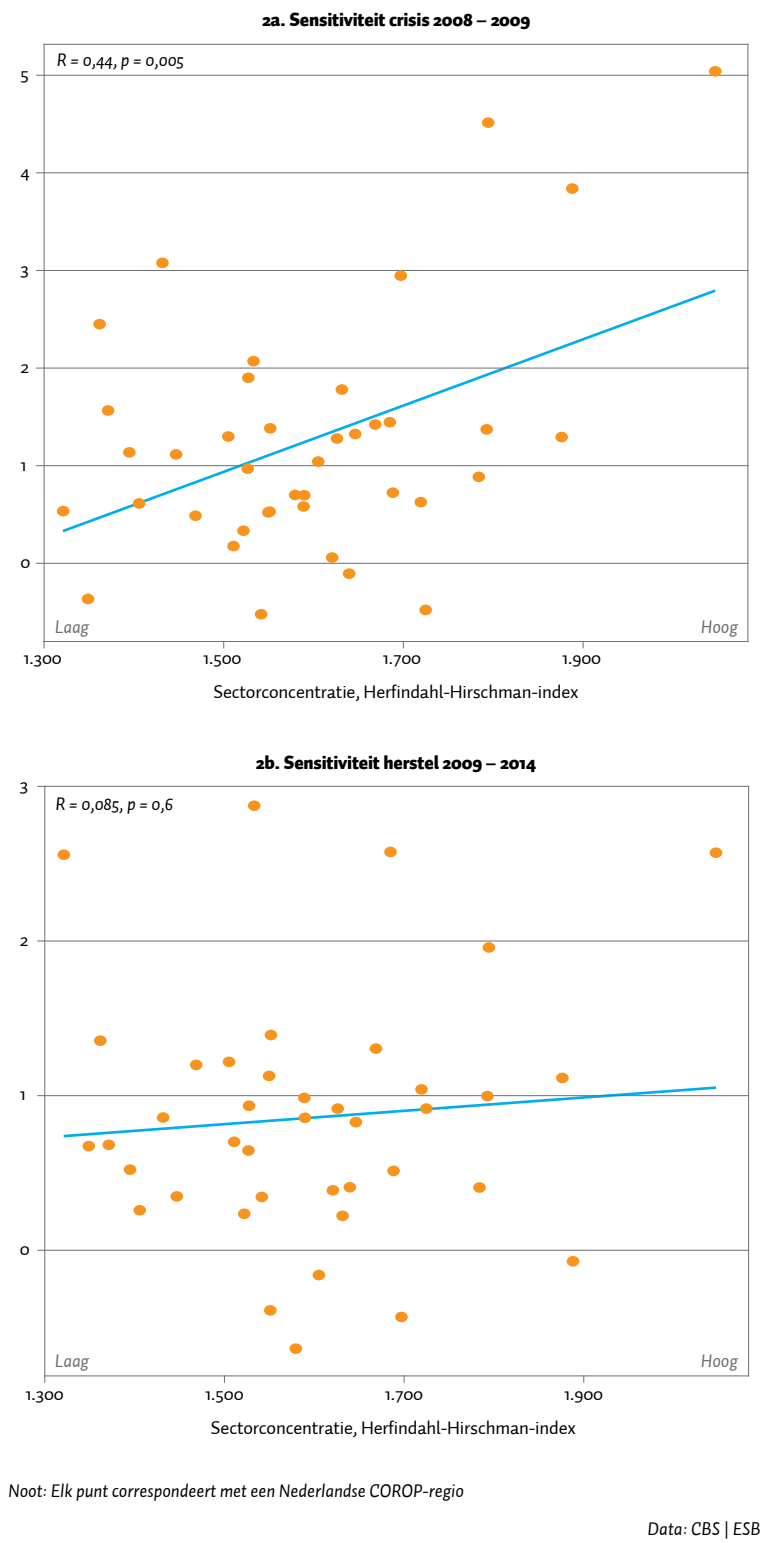 2a. Sensitiviteit crisis 2008 – 2009
R = 0,44, p = 0,005
5
4
3
2
1
0
Laag Hoog
1.300 1.500 1.700 1.900
Sectorconcentratie, Herfindahl-Hirschman-index
2b. Sensitiviteit herstel 2009 – 2014
3
R = 0,085, p = 0,6
2
1
0
Laag Hoog
1.300 1.500 1.700 1.900
Sectorconcentratie, Herfindahl-Hirschman-index
Noot: Elk punt correspondeert met een Nederlandse COROP-regio
Data: CBS | ESB